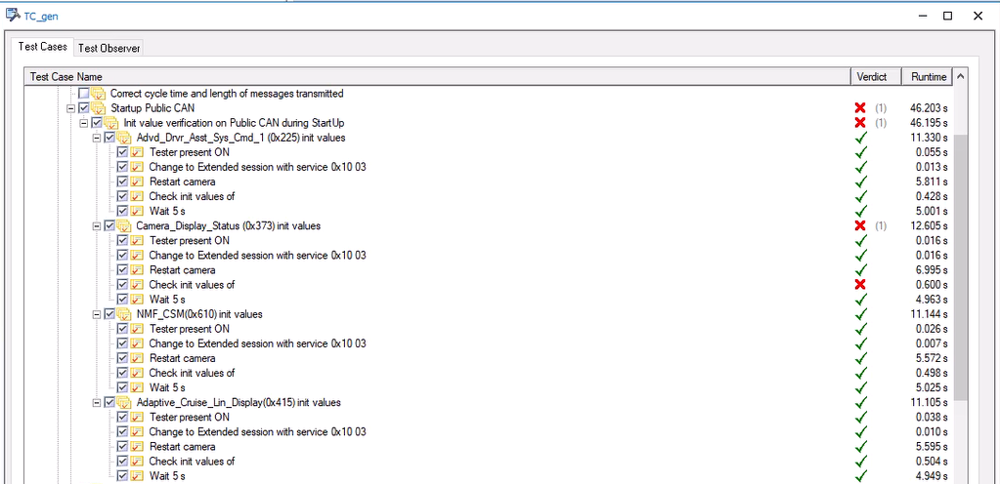 TC_gen
Test Cases Test Observer
Test Case Name Verdict Runtime
Correct cycle time and length of messages transmitted
Startup Public CAN (1) 46.203 s
Init value verification on Public CAN during StartUp (1) 46.195 s
Advd_Drvr_Asst_Sys_Cmd_1 (0x225) init values 11.330 s
Tester present ON 0.055 s
Change to Extended session with service 0x10 03 0.013 s
Restart camera 5.811 s
Check init values of 0.428 s
Wait 5 s 5.001 s
Camera_Display_Status (0x373) init values (1) 12.605 s
Tester present ON 0.016 s
Change to Extended session with service 0x10 03 0.016 s
Restart camera 6.995 s
Check init values of 0.600 s
Wait 5 s 4.963 s
NMF_CSM(0x610) init values 11.144 s
Tester present ON 0.026 s
Change to Extended session with service 0x10 03 0.007 s
Restart camera 5.572 s
Check init values of 0.498 s
Wait 5 s 5.025 s
Adaptive_Cruise_Lin_Display(0x415) init values 11.105 s
Tester present ON 0.038 s
Change to Extended session with service 0x10 03 0.010 s
Restart camera 5.595 s
Check init values of 0.504 s
Wait 5 s 4.949 s